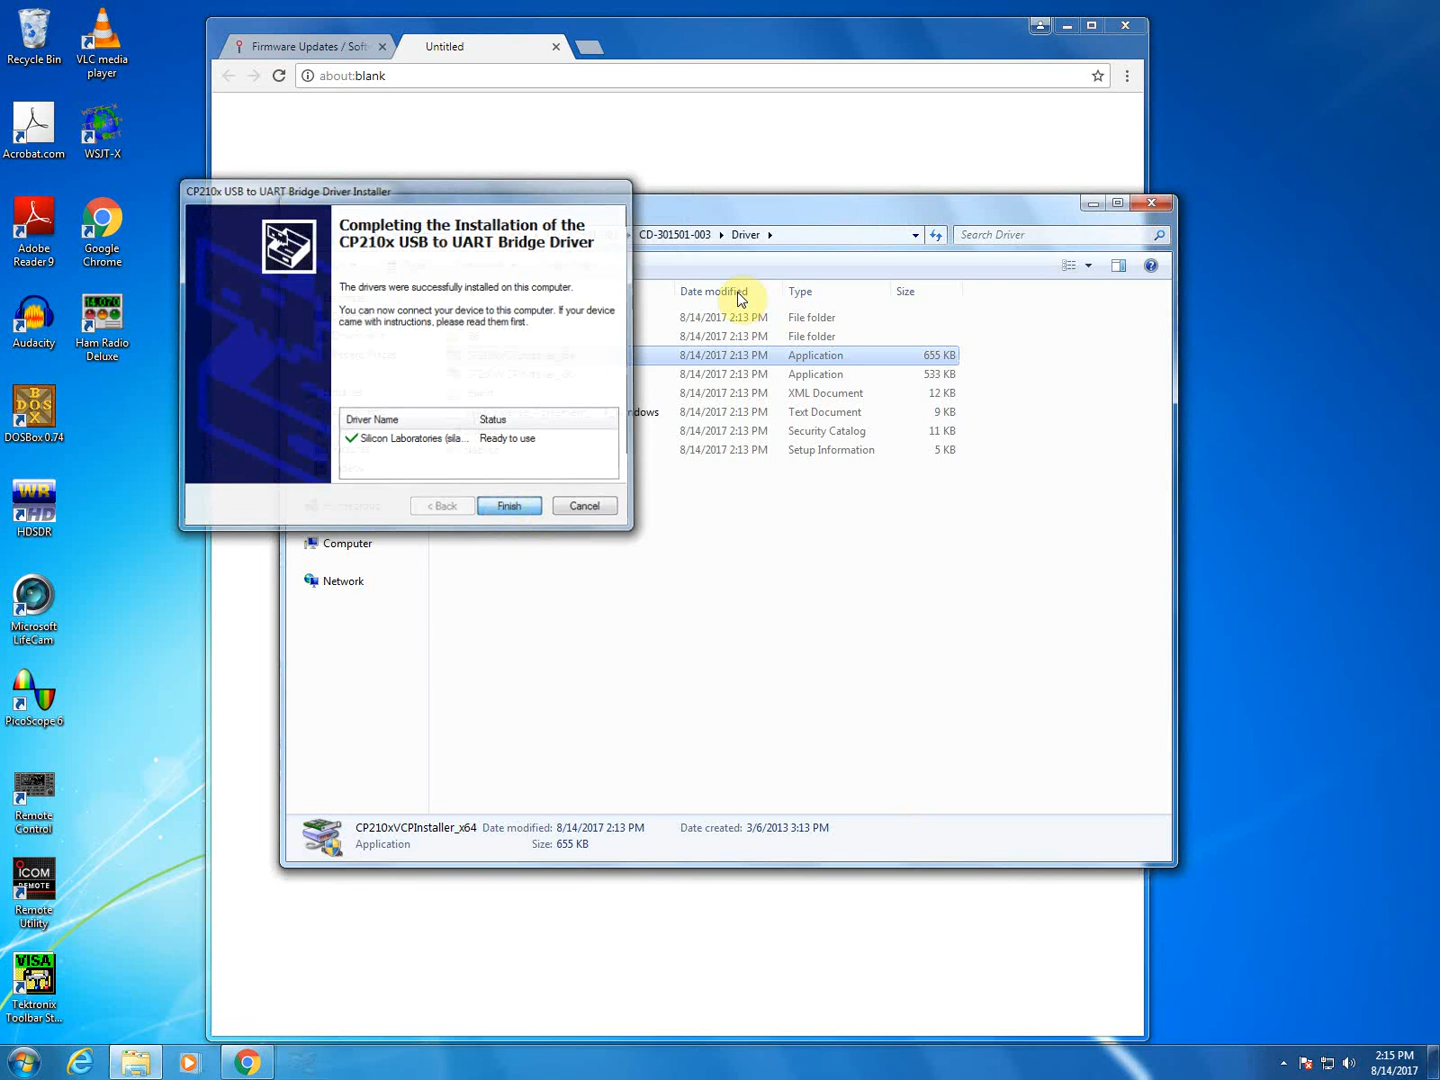 Recycle Bin
VLC media
player
Acrobat.com
WSJT-X
Adobe
Reader 9
Google
Chrome
Audacity
14.070
Ham Radio
Deluxe
DOSBox 0.74
WR
HD
HDSDR
Microsoft
LifeCam
PicoScope 6
Remote
Control
ICOM
REMOTE
Remote
Utility
VISA
Tektronix
Toolbar St...
Firmware Updates / Soft
Untitled
about:blank
CP210x USB to UART Bridge Driver Installer
Completing the Installation of the
CP210x USB to UART Bridge Driver
The drivers were successfully installed on this computer.
You can now connect your device to this computer. If your device
came with instructions, please read them first.
Driver Name Status
Silicon Laboratories (sila... Ready to use
< Back Finish Cancel
CD-301501-003 Driver
Search Driver
Date modified Type Size
8/14/2017 2:13 PM File folder
8/14/2017 2:13 PM File folder
8/14/2017 2:13 PM Application 655 KB
8/14/2017 2:13 PM Application 533 KB
8/14/2017 2:13 PM XML Document 12 KB
ndows 8/14/2017 2:13 PM Text Document 9 KB
8/14/2017 2:13 PM Security Catalog 11 KB
8/14/2017 2:13 PM Setup Information 5 KB
Computer
Network
CP210xVCPInstaller_x64 Date modified: 8/14/2017 2:13 PM Date created: 3/6/2013 3:13 PM
Application Size: 655 KB
2:15 PM
8/14/2017